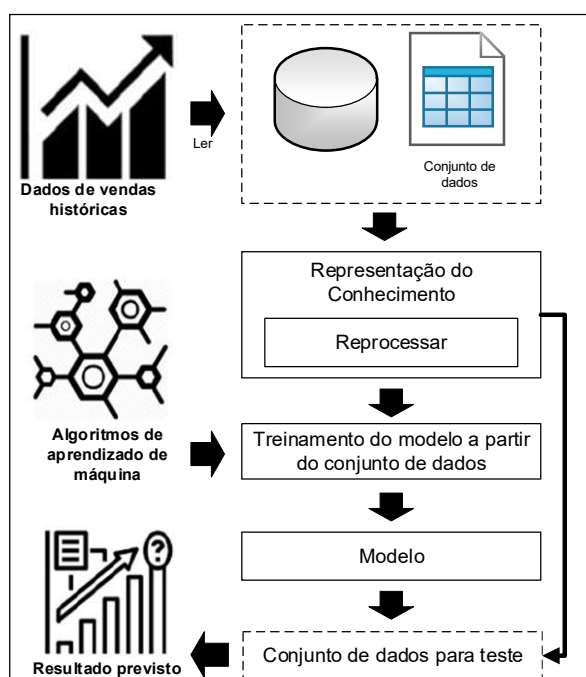 Ler
Dados de vendas
históricas
Conjunto de
dados
Representação do
Conhecimento
Reprocessar
Algoritmos de
aprendizado de
máquina
Treinamento do modelo a partir
do conjunto de dados
Modelo
?
Resultado previsto
Conjunto de dados para teste